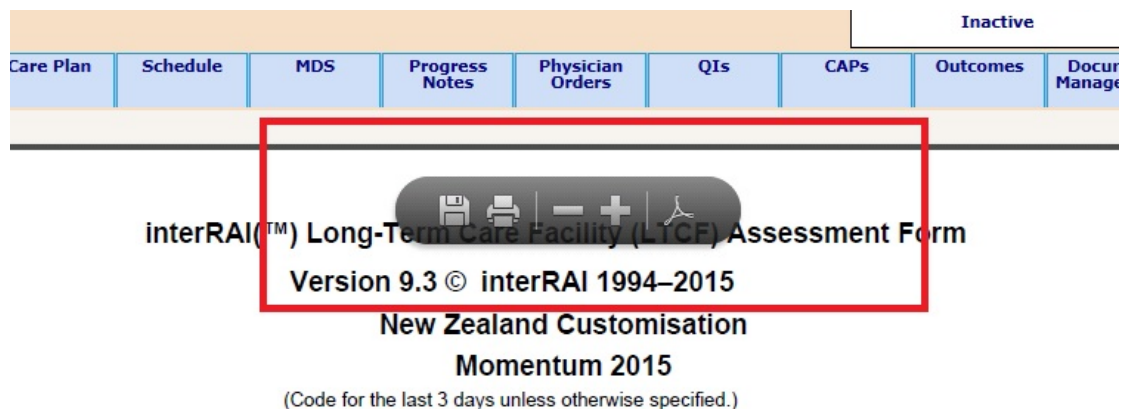 Inactive
Care Plan Schedule MDS Progress Notes Physician Orders QIs CAPs Outcomes
interRAI(™) Long-Term Care Facility (LTCF) Assessment Form
Version 9.3 © interRAI 1994–2015
New Zealand Customisation
Momentum 2015
(Code for the last 3 days unless otherwise specified.)